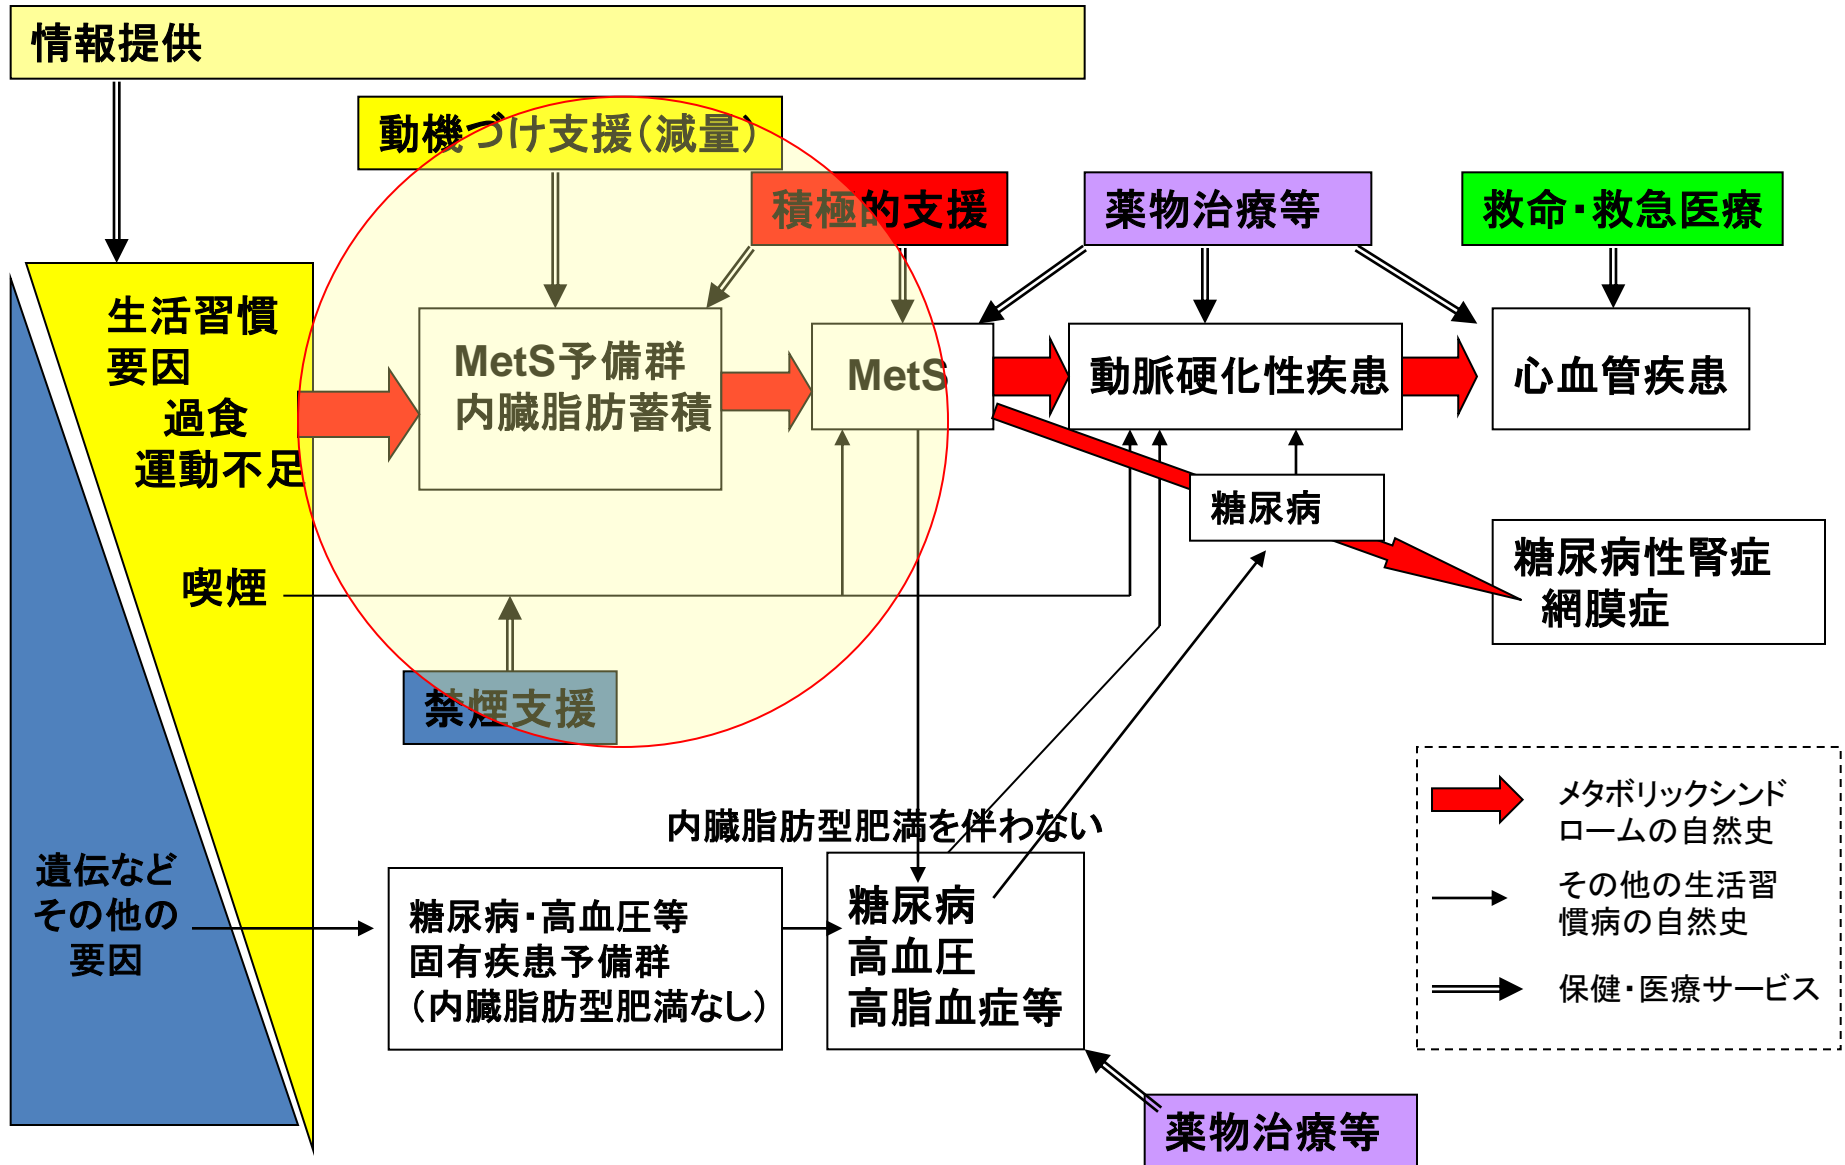 情報提供
動機づけ支援(減量)
積極的支援
薬物治療等
救命・救急医療
生活習慣
要因
過食
運動不足
喫煙
MetS予備群
内臓脂肪蓄積
MetS
動脈硬化性疾患
心血管疾患
糖尿病
糖尿病性腎症
網膜症
禁煙支援
内臓脂肪型肥満を伴わない
遺伝など
その他の
要因
糖尿病・高血圧等
固有疾患予備群
(内臓脂肪型肥満なし)
糖尿病
高血圧
高脂血症等
薬物治療等
メタボリックシンド
ロームの自然史
その他の生活習
慣病の自然史
保健・医療サービス